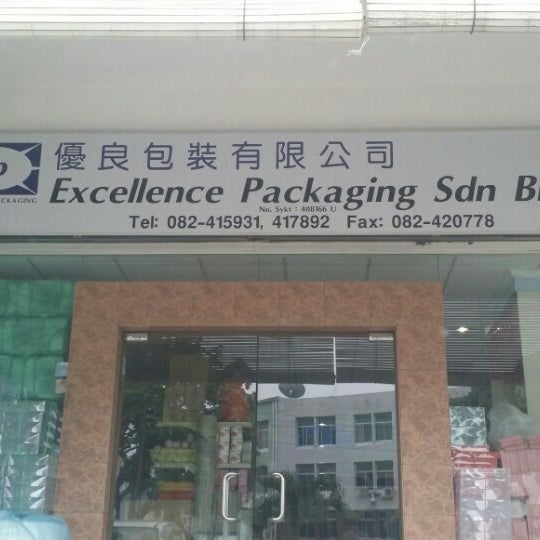 優良包裝有限公司
Excellence Packaging Sdn
No. Sykt : 408166 U
Tel: 082-415931, 417892 Fax: 082-420778